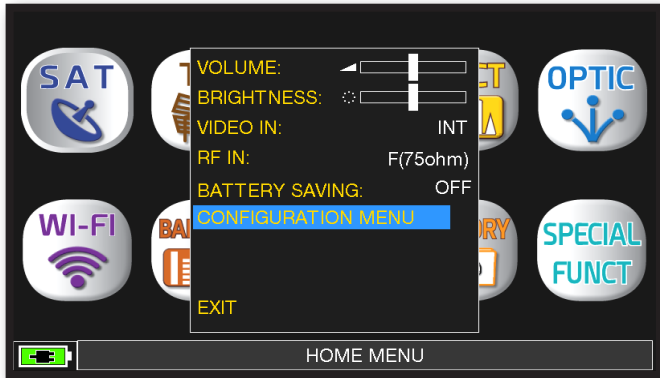 SAT
OPTIC
VOLUME:
BRIGHTNESS:
VIDEO IN: INT
RF IN: F(75ohm)
BATTERY SAVING: OFF
CONFIGURATION MENU
EXIT
WI-FI
SPECIAL
FUNCT
HOME MENU